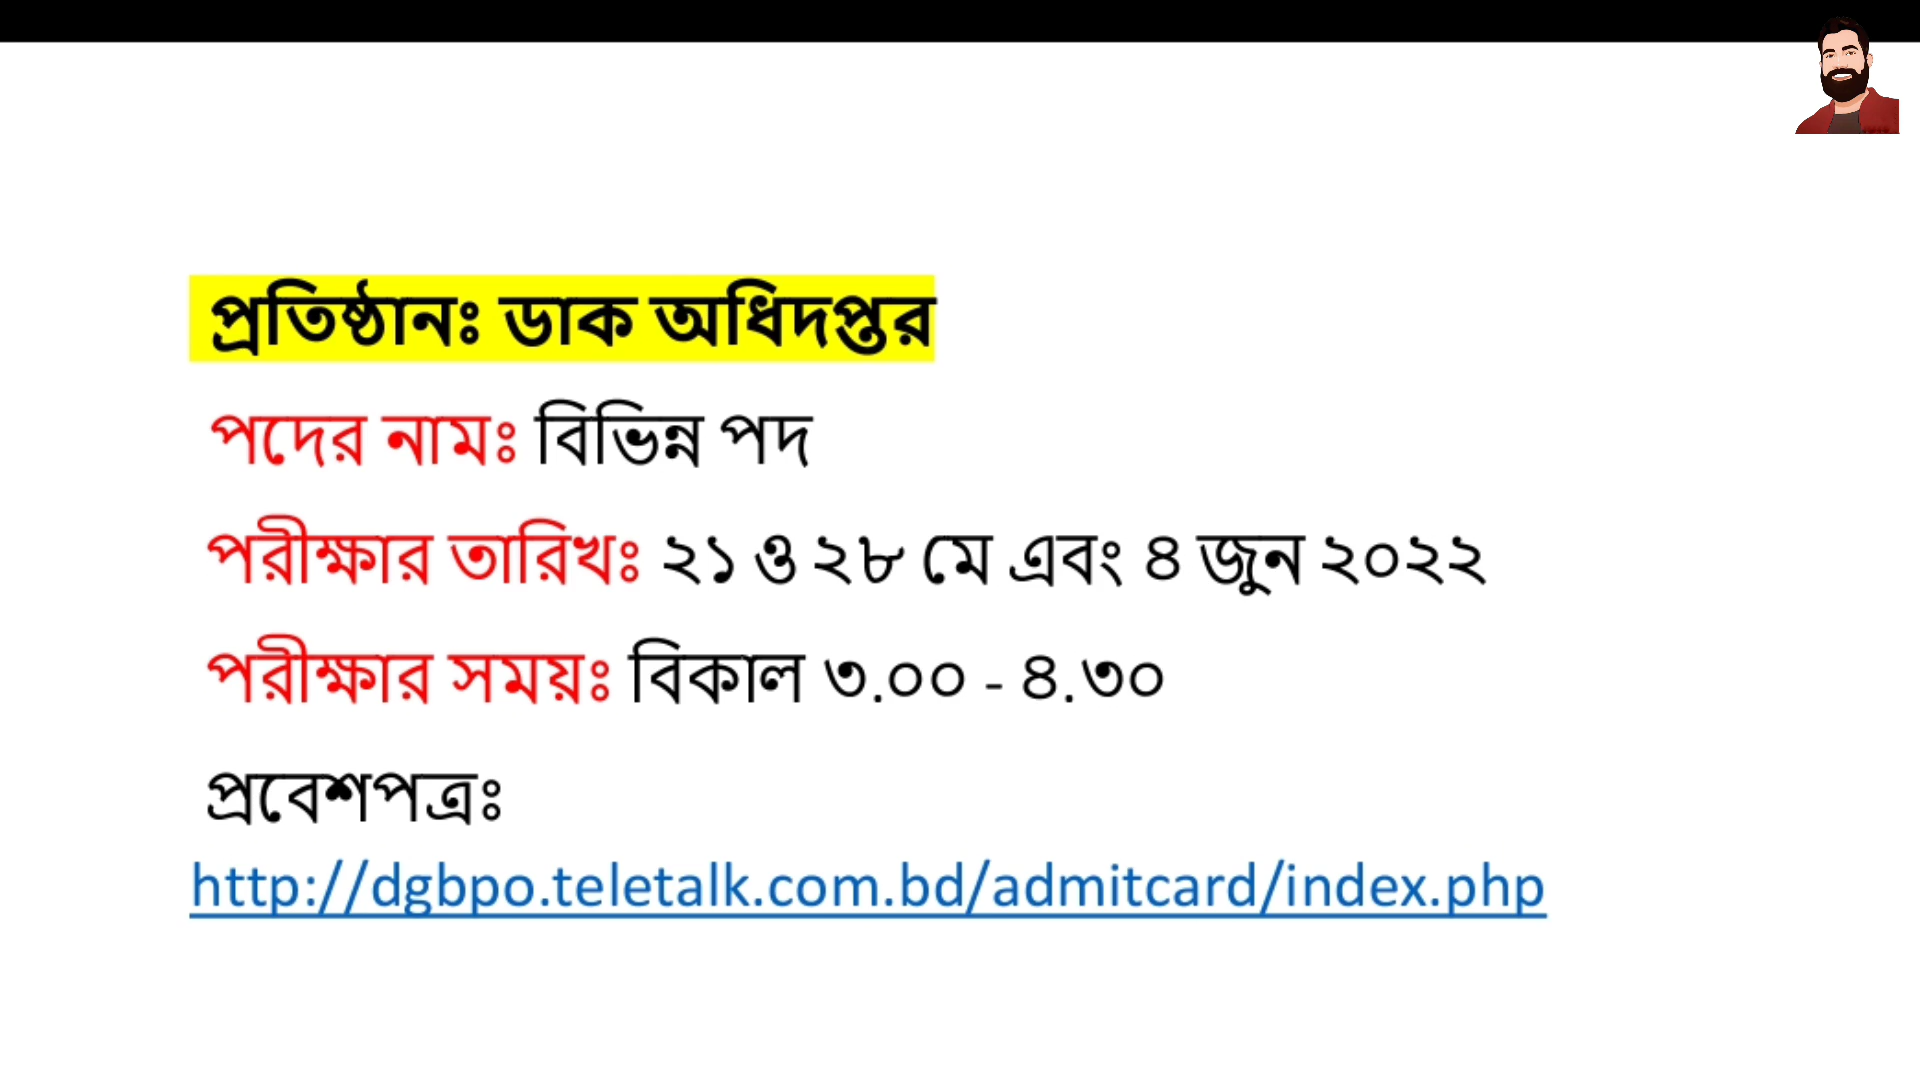 প্রতিষ্ঠানঃ ডাক অধিদপ্তর
পদের নামঃ বিভিন্ন পদ
পরীক্ষার তারিখঃ ২১ ও ২৮ মে এবং ৪ জুন ২০২২
পরীক্ষার সময়ঃ বিকাল ৩.০০ - ৪.৩০
প্রবেশপত্রঃ
http://dgbpo.teletalk.com.bd/admitcard/index.php